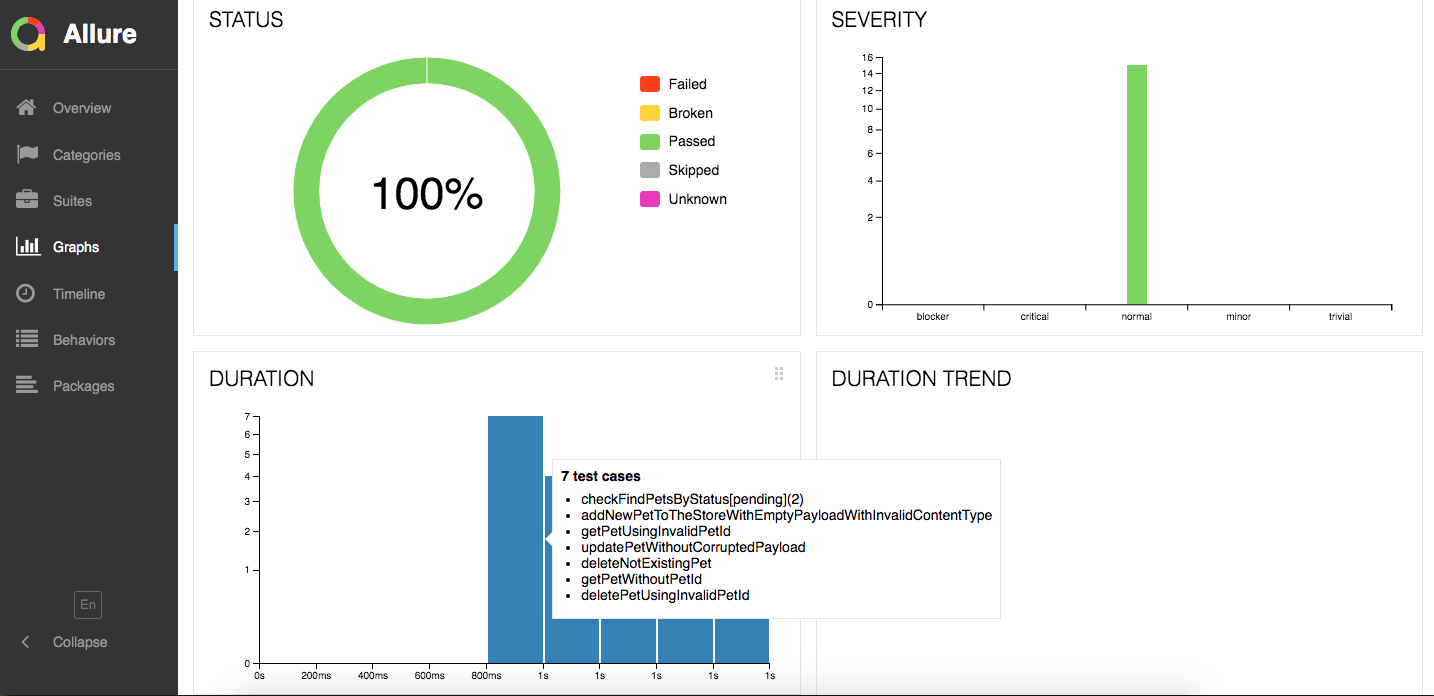 Allure
Overview
Categories
Suites
Graphs
Timeline
Behaviors
Packages
En
Collapse
STATUS
100%
Failed
Broken
Passed
Skipped
Unknown
SEVERITY
16
14
12
10
8
6
4
2
0
blocker critical normal minor trivial
DURATION
7
6
5
4
3
2
1
0
0s 200ms 400ms 600ms 800ms 1s 1s 1s 1s 1s
7 test cases
checkFindPetsByStatus[pending](2)
addNewPetToTheStoreWithEmptyPayloadWithInvalidContentType
getPetUsingInvalidPetId
updatePetWithoutCorruptedPayload
deleteNotExistingPet
getPetWithoutPetId
deletePetUsingInvalidPetId
DURATION TREND